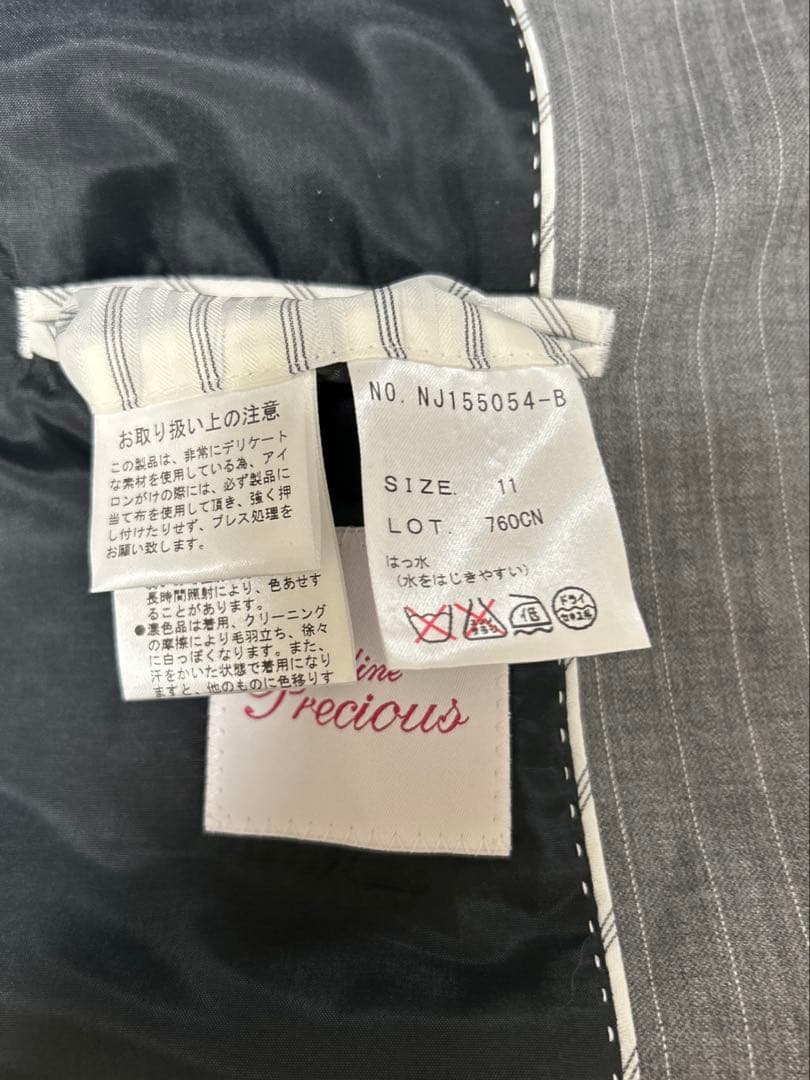 お取り扱い上の注意
この製品は、非常にデリケート
な素材を使用している為、アイ
ロンがけの際には、必ず製品に
当て布を使用して頂き、強く押
し付けたりせず、プレス処理を
お願い致します。
長時間照射により、色あせす
ることがあります。
●濃色品は着用、クリーニング
の摩擦により毛羽立ち、徐々
に白っぽくなります。また、
汗をかいた状態で着用になり
ますと、他のものに色移りす
NO. NJ155054-B
SIZE. 11
LOT. 760CN
はっ水
(水をはじきやすい)
低
ドライ
Precious